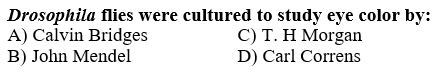 Drosophila flies were cultured to study eye color by:
A) Calvin Bridges C) T. H Morgan
B) John Mendel D) Carl Correns